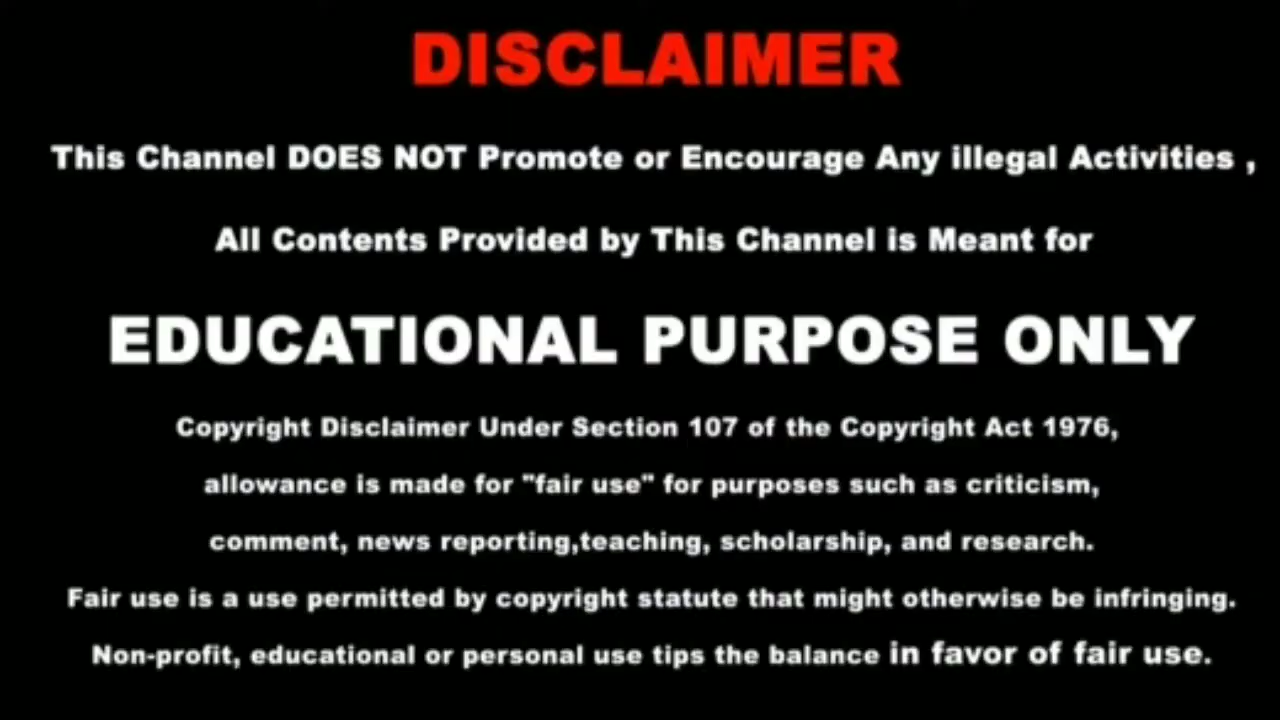 DISCLAIMER
This Channel DOES NOT Promote or Encourage Any illegal Activities ,
All Contents Provided by This Channel is Meant for
EDUCATIONAL PURPOSE ONLY
Copyright Disclaimer Under Section 107 of the Copyright Act 1976,
allowance is made for "fair use" for purposes such as criticism,
comment, news reporting,teaching, scholarship, and research.
Fair use is a use permitted by copyright statute that might otherwise be infringing.
Non-profit, educational or personal use tips the balance in favor of fair use.